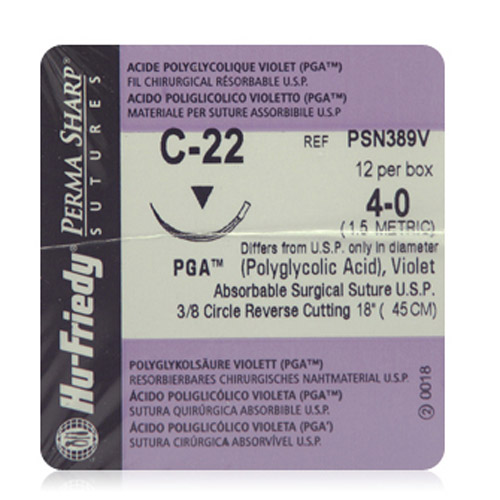 Hu-Friedy® PERMA SHARP®
SUTURES
ACIDE POLYGLYCOLIQUE VIOLET (PGA™)
FIL CHIRURGICAL RÉSORBABLE U.S.P.
ACIDO POLIGLICOLICO VIOLETTO (PGA™)
MATERIALE PER SUTURE ASSORBIBILE U.S.P.
C-22
REF PSN389V
12 per box
4-0
(1.5 METRIC)
Differs from U.S.P. only in diameter
PGA™ (Polyglycolic Acid), Violet
Absorbable Surgical Suture U.S.P.
3/8 Circle Reverse Cutting 18" ( 45CM)
POLYGLYKOLSÄURE VIOLETT (PGA™)
RESORBIERBARES CHIRURGISCHES NAHTMATERIAL U.S.P.
ÁCIDO POLIGLICÓLICO VIOLETA (PGA™)
SUTURA QUIRÚRGICA ABSORBIBLE U.S.P.
ÁCIDO POLIGLICÓLICO VIOLETA (PGA')
SUTURA CIRÚRGICA ABSORVÍVEL U.S.P.
2 0018